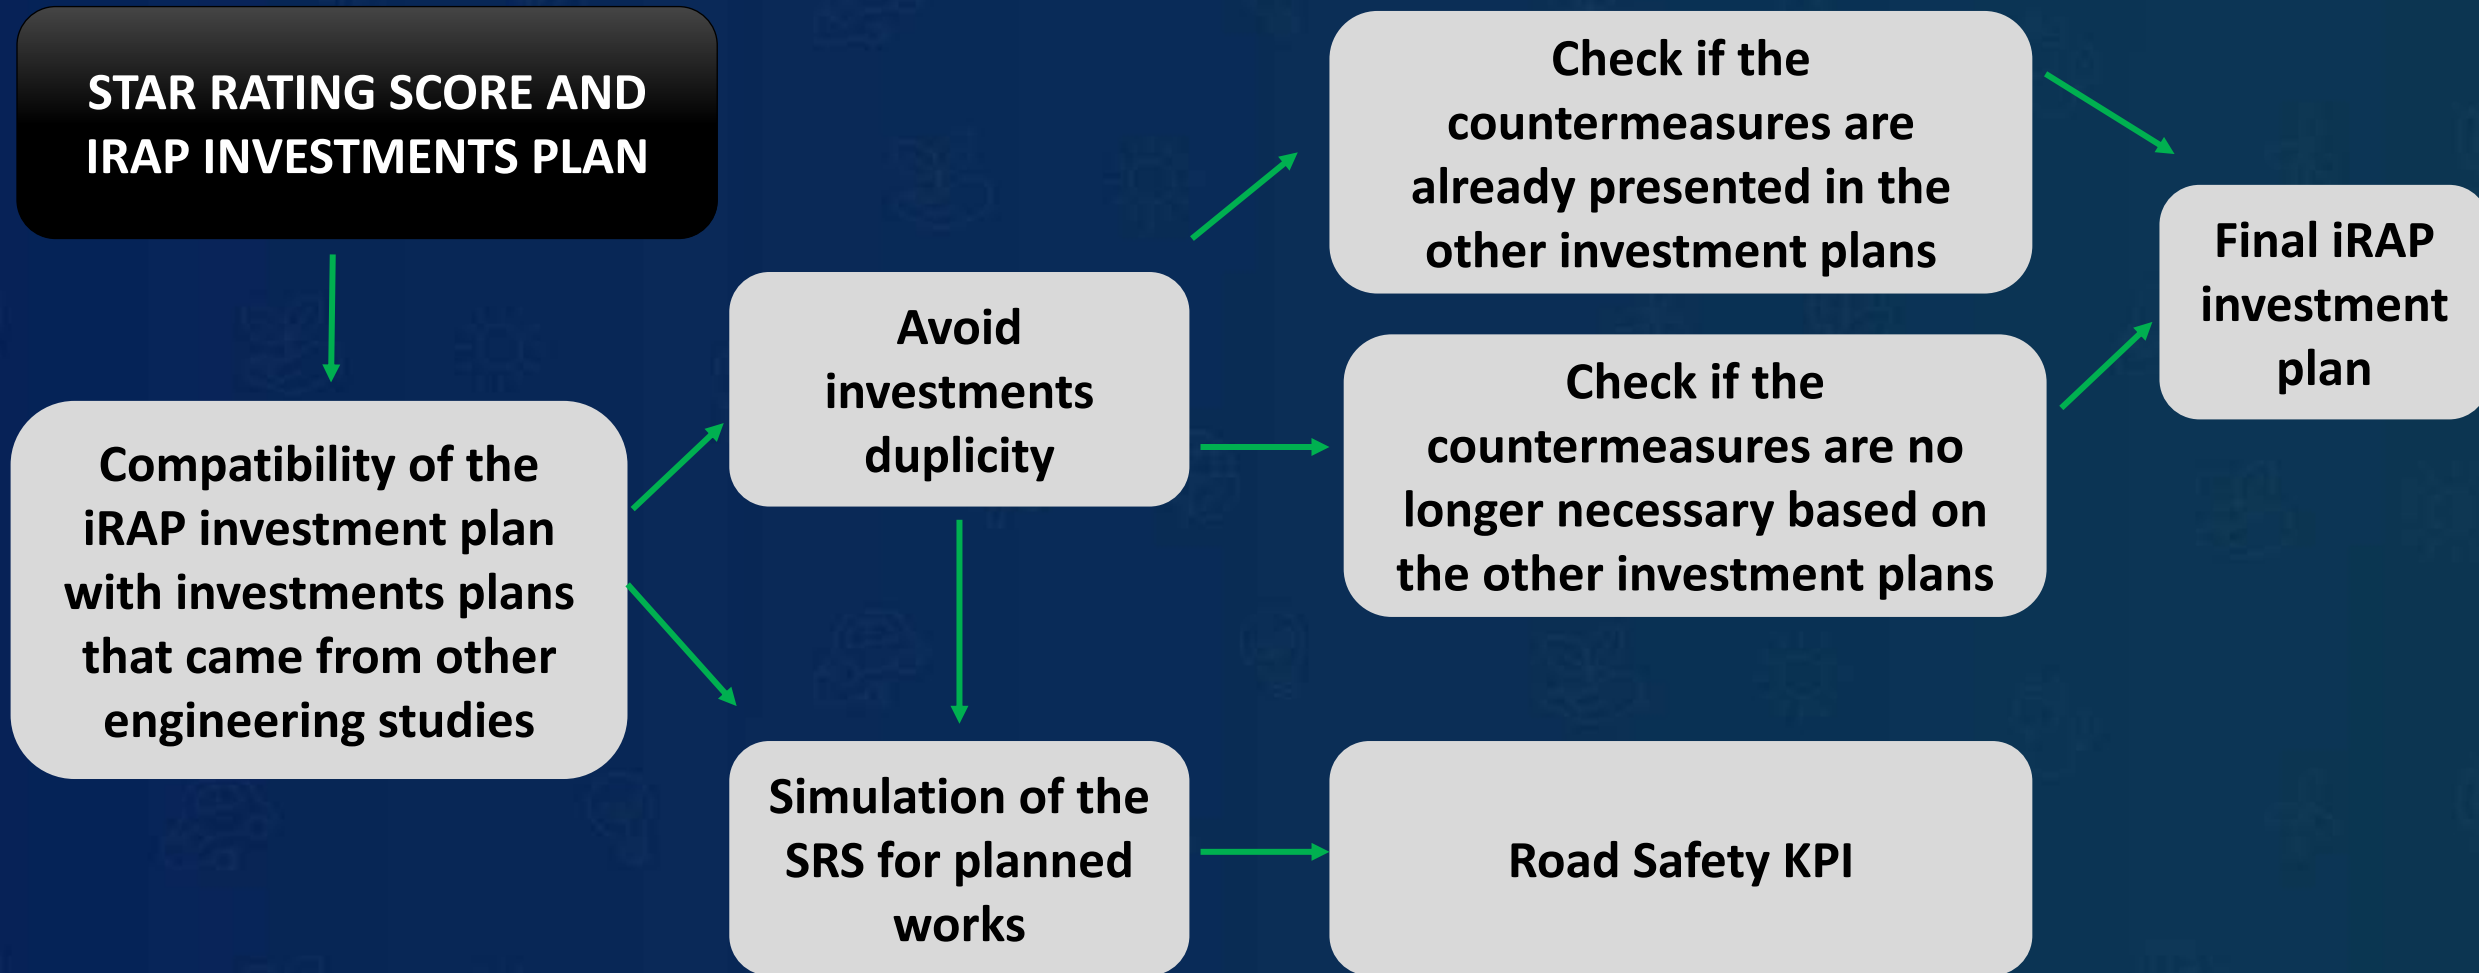 STAR RATING SCORE AND
IRAP INVESTMENTS PLAN
Compatibility of the
iRAP investment plan
with investments plans
that came from other
engineering studies
Avoid
investments
duplicity
Simulation of the
SRS for planned
works
Check if the
countermeasures are
already presented in the
other investment plans
Check if the
countermeasures are no
longer necessary based on
the other investment plans
Road Safety KPI
Final iRAP
investment
plan